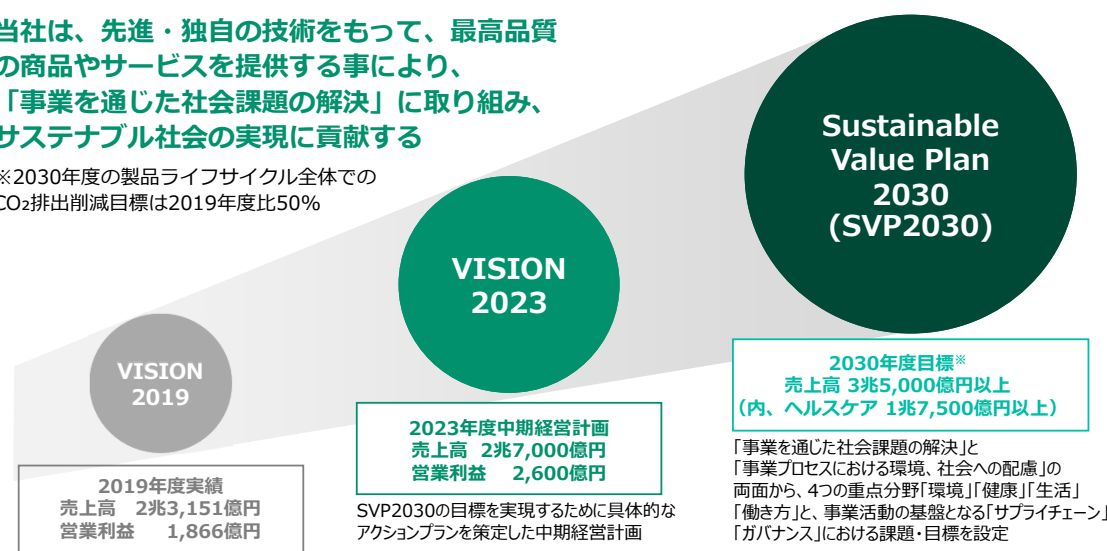 当社は、先進・独自の技術をもって、最高品質
の商品やサービスを提供する事により、
「事業を通じた社会課題の解決」に取り組み、
サステナブル社会の実現に貢献する
※2030年度の製品ライフサイクル全体での
CO₂排出削減目標は2019年度比50%
Sustainable
Value Plan
2030
(SVP2030)
VISION
2023
VISION
2019
2030年度目標※
売上高 3兆5,000億円以上
（内、ヘルスケア 1兆7,500億円以上）
2023年度中期経営計画
売上高 2兆7,000億円
営業利益 2,600億円
「事業を通じた社会課題の解決」と
「事業プロセスにおける環境、社会への配慮」の
両面から、4つの重点分野「環境」「健康」「生活」
「働き方」と、事業活動の基盤となる「サプライチェーン」
「ガバナンス」における課題・目標を設定
2019年度実績
売上高 2兆3,151億円
営業利益 1,866億円
SVP2030の目標を実現するために具体的な
アクションプランを策定した中期経営計画